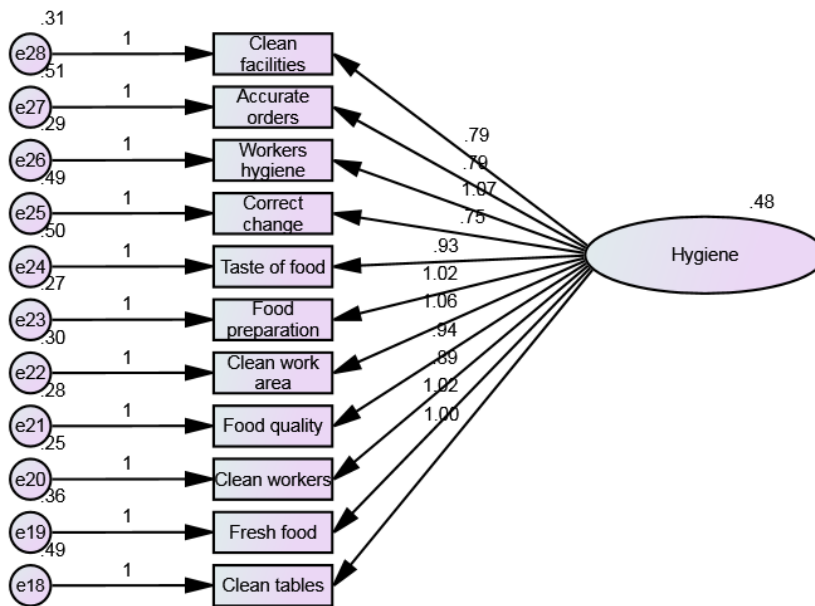 .31
e28
1
Clean
facilities
.51
e27
1
Accurate
orders
.29
e26
1
Workers
hygiene
.49
e25
1
Correct
change
.50
e24
1
Taste of food
.27
e23
1
Food
preparation
.30
e22
1
Clean work
area
.28
e21
1
Food quality
.25
e20
1
Clean workers
.36
e19
1
Fresh food
.49
e18
1
Clean tables
.79
.79
1.07
.75
.93
1.02
1.06
.94
.89
1.02
1.00
.48
Hygiene